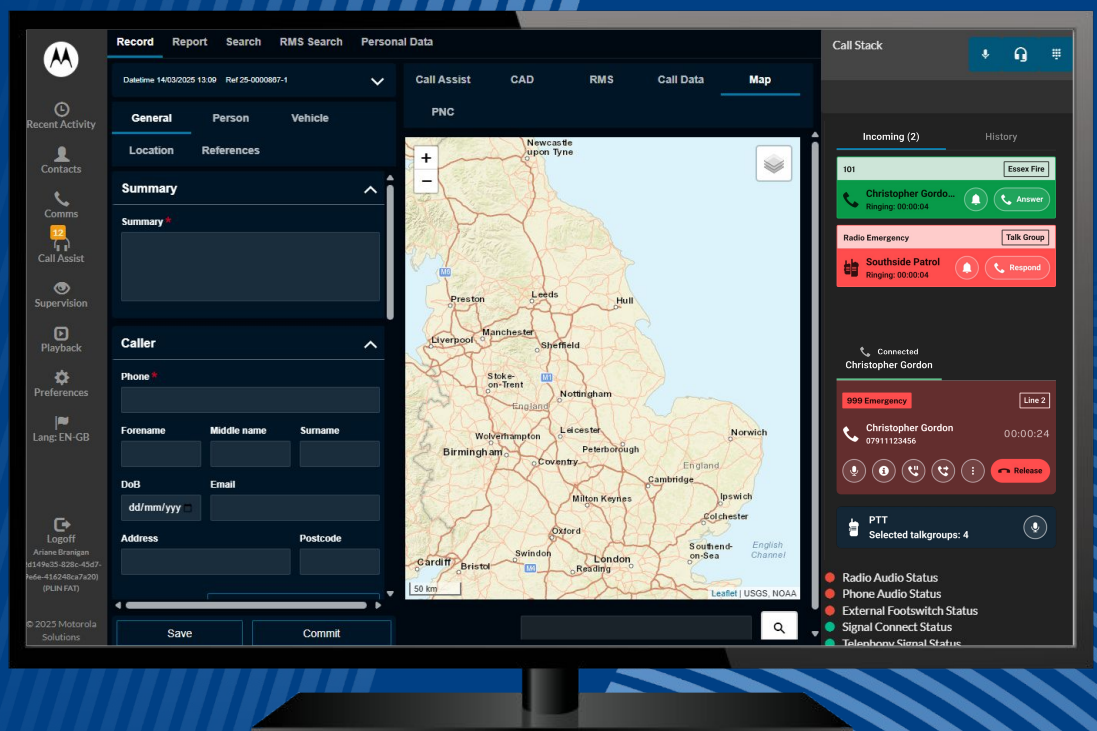 Recent Activity
Contacts
Comms
12
Call Assist
Supervision
Playback
Preferences
Lang: EN-GB
Logoff
Ariane Branigan
(PLIN FAT)
© 2025 Motorola
Solutions
Record Report Search RMS Search Personal Data
Datetime 14/03/2025 13:09 Ref 25-0000867-1
General Person Vehicle
Location References
Summary
Summary *
Caller
Phone *
Forename Middle name Surname
DoB Email
dd/mm/yyy
Address Postcode
Save Commit
Call Assist CAD RMS Call Data Map
PNC
+
−
Newcastle
upon Tyne
M6
Preston
Leeds
Hull
Liverpool
Manchester
Sheffield
Stoke-
on-Trent
M1
Nottingham
England
Leicester
Norwich
Wolverhampton
Peterborough
Birmingham
Coventry
England
Cambridge
Milton Keynes
Ipswich
Colchester
Oxford
Southend-
on-Sea
English
Channel
Swindon
London
Cardiff
Bristol
M4
Reading
50 km
Leaflet | USGS, NOAA
Call Stack
Incoming (2) History
101 Essex Fire
Christopher Gordo...
Ringing: 00:00:04
Answer
Radio Emergency Talk Group
Southside Patrol
Ringing: 00:00:04
Respond
Connected
Christopher Gordon
999 Emergency Line 2
Christopher Gordon
07911123456
00:00:24
Release
PTT
Selected talkgroups: 4
Radio Audio Status
Phone Audio Status
External Footswitch Status
Signal Connect Status
Telephony Signal Status